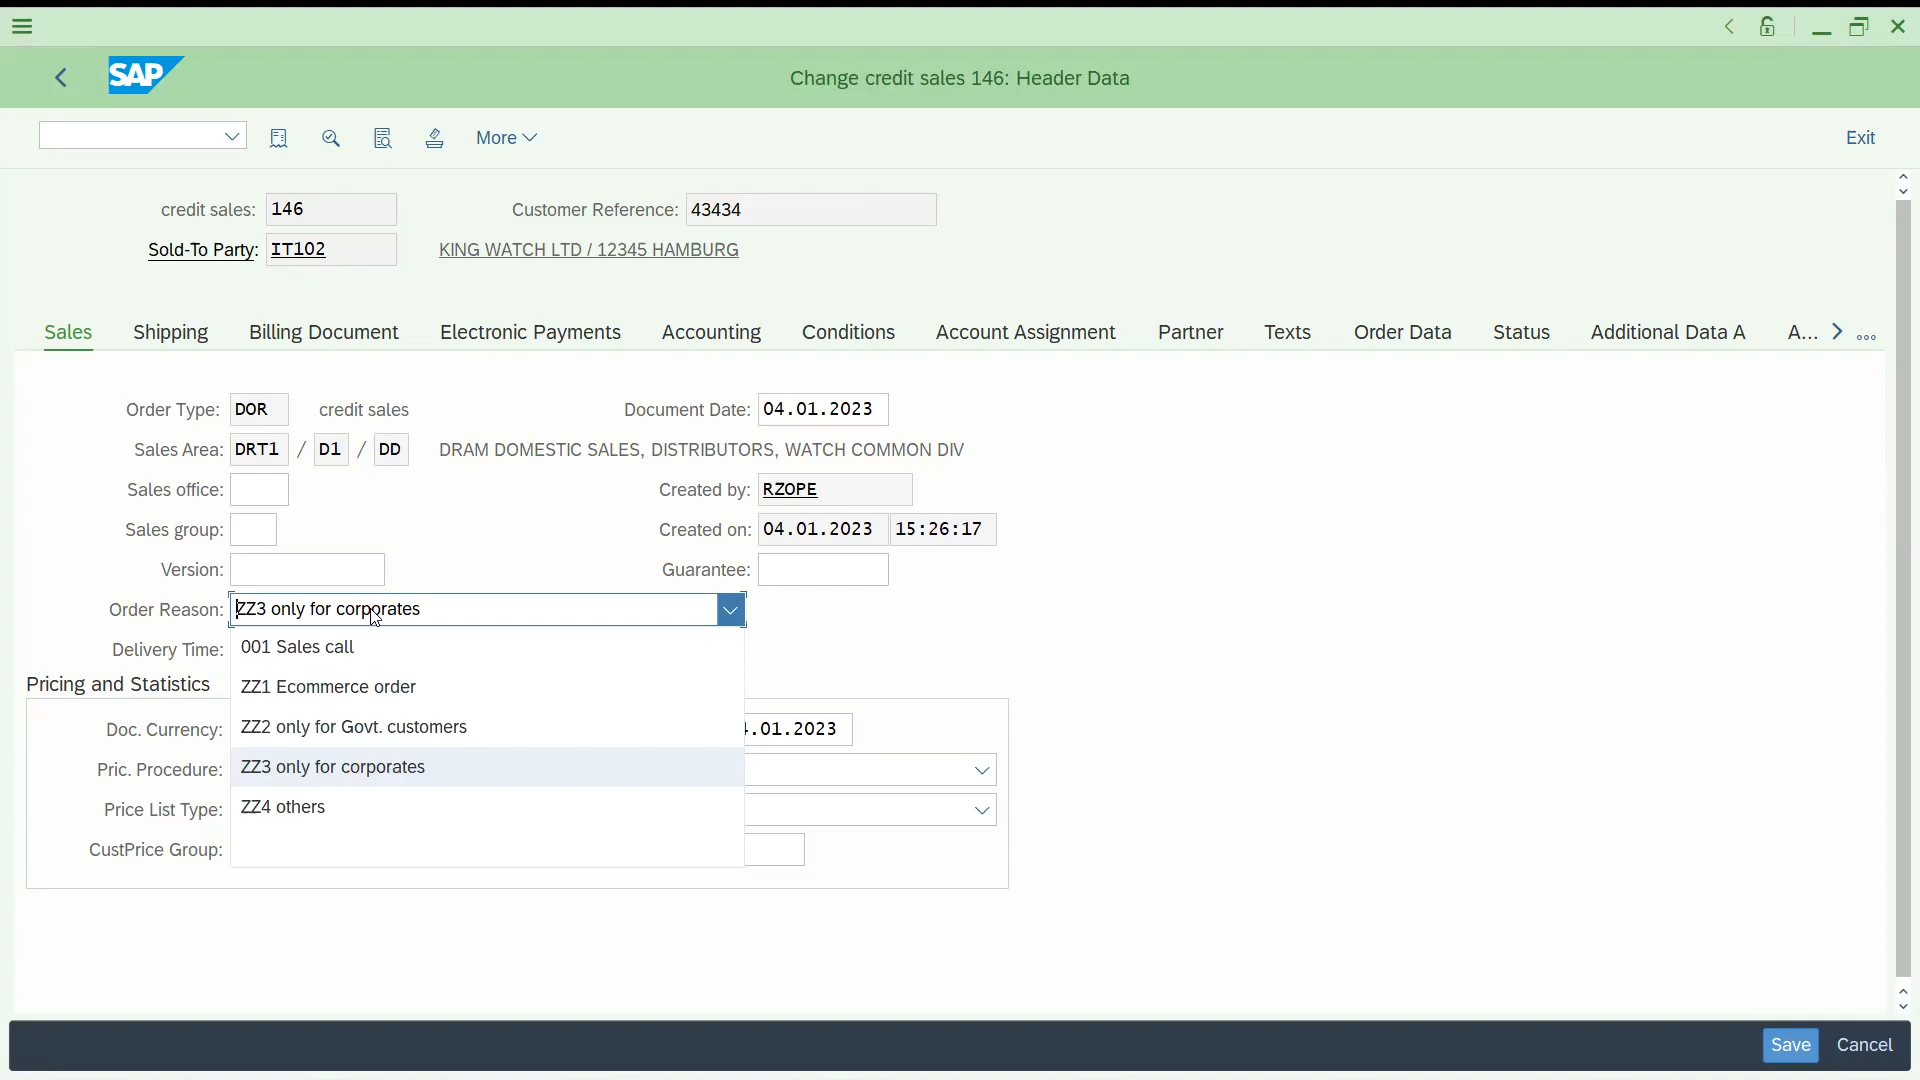 SAP
Change credit sales 146: Header Data
More
Exit
credit sales: 146 Customer Reference: 43434
Sold-To Party: IT102 KING WATCH LTD / 12345 HAMBURG
Sales Shipping Billing Document Electronic Payments Accounting Conditions Account Assignment Partner Texts Order Data Status Additional Data A A...
Order Type: DOR credit sales Document Date: 04.01.2023
Sales Area: DRT1 / D1 / DD DRAM DOMESTIC SALES, DISTRIBUTORS, WATCH COMMON DIV
Sales office: Created by: RZOPE
Sales group: Created on: 04.01.2023 15:26:17
Version: Guarantee:
Order Reason: ZZ3 only for corporates
Delivery Time: 001 Sales call
Pricing and Statistics ZZ1 Ecommerce order
Doc. Currency: ZZ2 only for Govt. customers .01.2023
Pric. Procedure: ZZ3 only for corporates
Price List Type: ZZ4 others
CustPrice Group:
Save Cancel